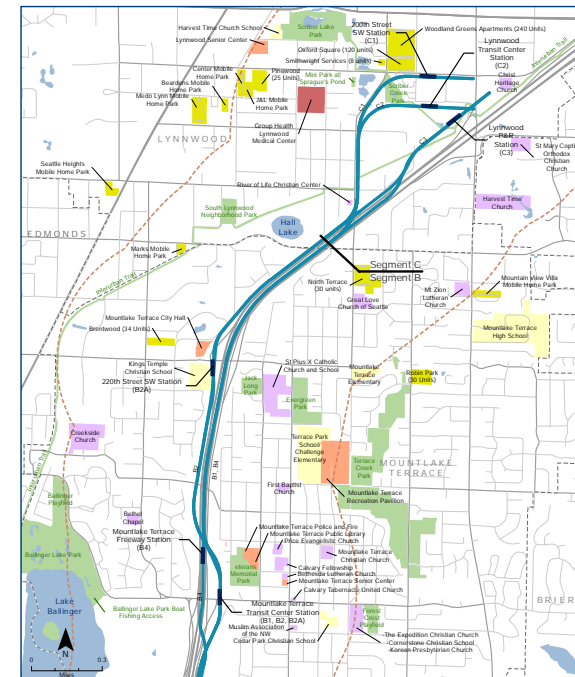 Harvest Time Church School
Scriber Lake
Park
200th Street
SW Station
(C1)
Woodland Greens Apartments (240 Units)
Lynnwood Senior Center
Oxford Square (120 units)
Smithwright Services (8 units)
Lynnwood
Transit Center
Station
(C2)
Interurban Trail
Center Mobile
Home Park
Pinewood
(25 Units)
Beardens Mobile
Home Park
Medo Lynn Mobile
Home Park
J&L Mobile
Home Park
Mini Park at
Sprague's Pond
Scriber
Creek
Park
Christ
Heritage
Church
C1
C2
C3
LYNNWOOD
Group Health
Lynnwood
Medical Center
Lynnwood
P&R
Station
(C3)
St Mary Copti
Orthodox
Christian
Church
Seattle Heights
Mobile Home Park
River of Life Christian Center
South Lynnwood
Neighborhood Park
Harvest Time
Church
Hall
Lake
EDMONDS
Marks Mobile
Home Park
Segment C
Segment B
Interurban Trail
North Terrace
(30 units)
Mountain View Villa
Mobile Home Park
Mt Zion
Lutheran
Church
Great Love
Church of Seattle
Mountlake Terrace City Hall
Brentwood (34 Units)
Mountlake Terrace
High School
Kings Temple
Christian School
220th Street SW Station
(B2A)
St Pius X Catholic
Church and School
Mountlake
Terrace
Elementary
Robin Park
(30 Units)
Jack
Long
Park
Evergreen
Park
Creekside
Church
Terrace Park
School
Challenge
Elementary
Terrace
Creek
Park
MOUNTLAKE
TERRACE
Interurban Trail
B2
B1, B4
First Baptist
Church
Mountlake Terrace
Recreation Pavilion
Ballinger
Playfield
Bethel
Chapel
Mountlake Terrace
Freeway Station
(B4)
Mountlake Terrace Police and Fire
Mountlake Terrace Public Library
Price Evangelistic Church
Mountlake
Terrace
Christian
Church
Ballinger Lake Park
eterans
Memorial
Park
Calvary Fellowship
Bethesda Lutheran Church
Mountlake Terrace Senior Center
Calvary Tabernacle United Church
B4
Lake
Ballinger
Ballinger Lake Park Boat
Fishing Access
Mountlake Terrace
Transit Center Station
(B1, B2, B2A)
Muslim Association
of the NW
Cedar Park Christian School
Forest
Crest
Playfield
BRIER
The Expedition Christian Church
Cornerstone Christian School
Korean Presbyterian Church
N
0
0.3
Miles